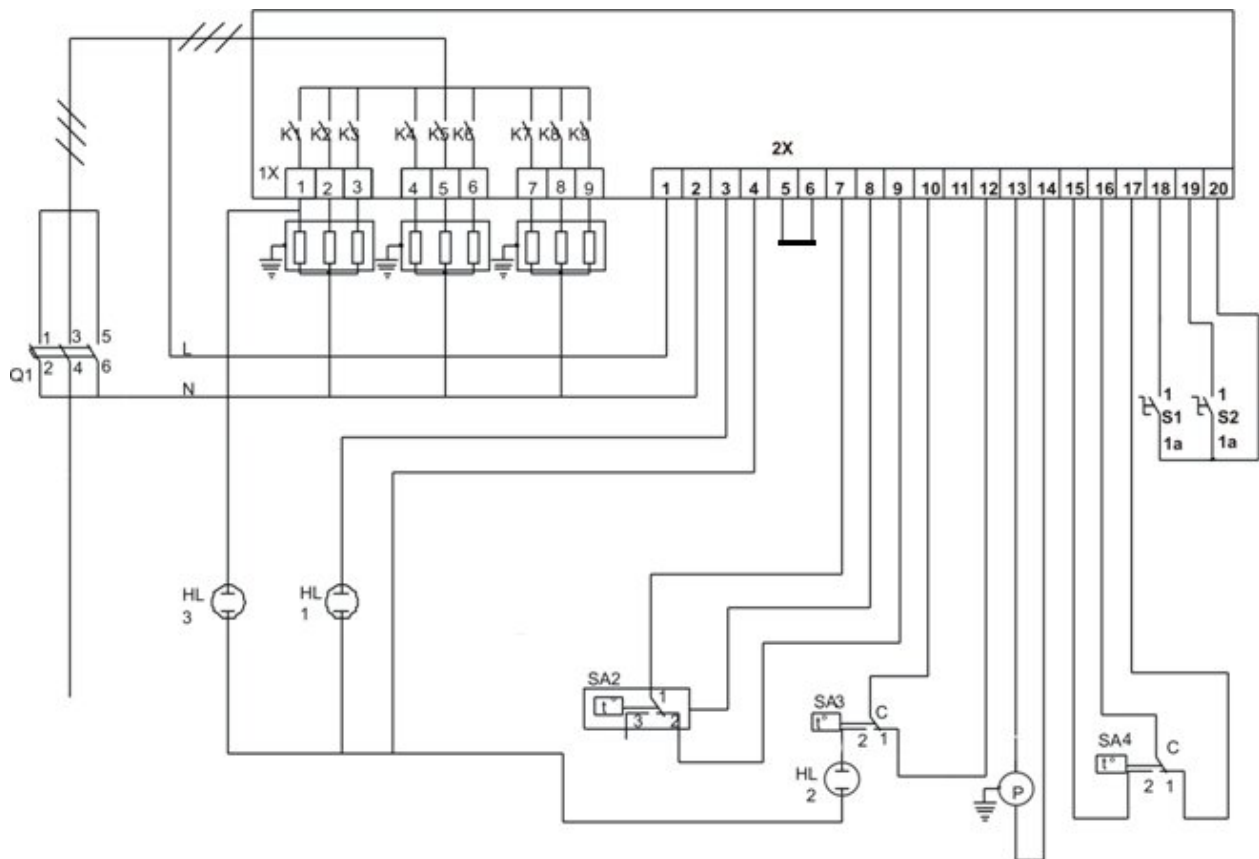 K1 K2 K3 K4 K5 K6 K7 K8 K9
1X 2X
1 2 3 4 5 6 7 8 9
1 2 3 4 5 6 7 8 9 10 11 12 13 14 15 16 17 18 19 20
1 3 5
Q1 2 4 6
L
N
1 1
S1 S2
1a 1a
HL
3
HL
1
SA2
t° 1
3 2
SA3 C
t° 2 1
HL
2
P
SA4 C
t° 2 1